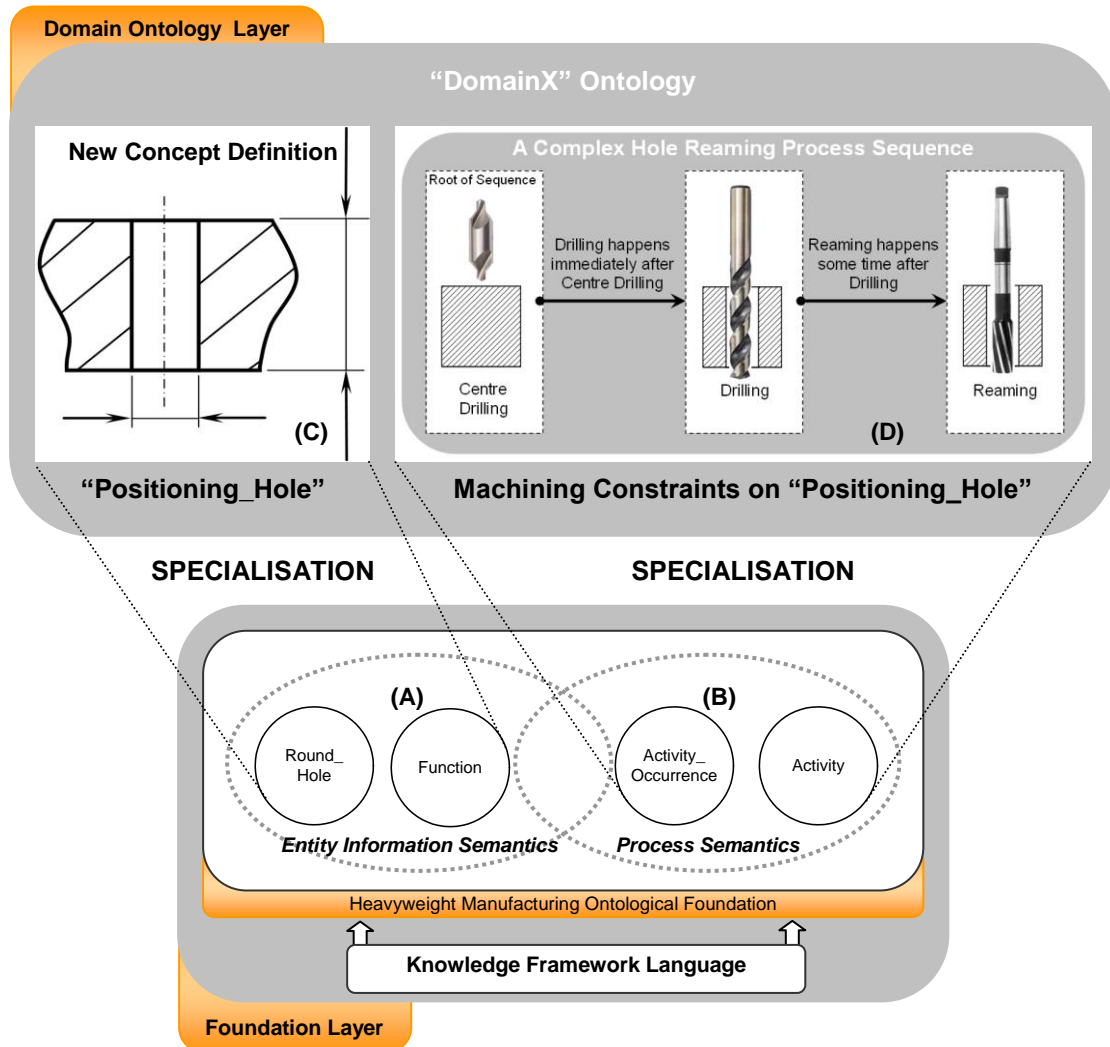 Domain Ontology Layer
“DomainX” Ontology
New Concept Definition
(C)
“Positioning_Hole”
A Complex Hole Reaming Process Sequence
Root of Sequence
Centre
Drilling
Drilling happens
immediately after
Centre Drilling
Drilling
Reaming happens
some time after
Drilling
Reaming
(D)
Machining Constraints on “Positioning_Hole”
SPECIALISATION
SPECIALISATION
(A)
(B)
Round_
Hole
Function
Activity_
Occurrence
Activity
Entity Information Semantics
Process Semantics
Heavyweight Manufacturing Ontological Foundation
Knowledge Framework Language
Foundation Layer